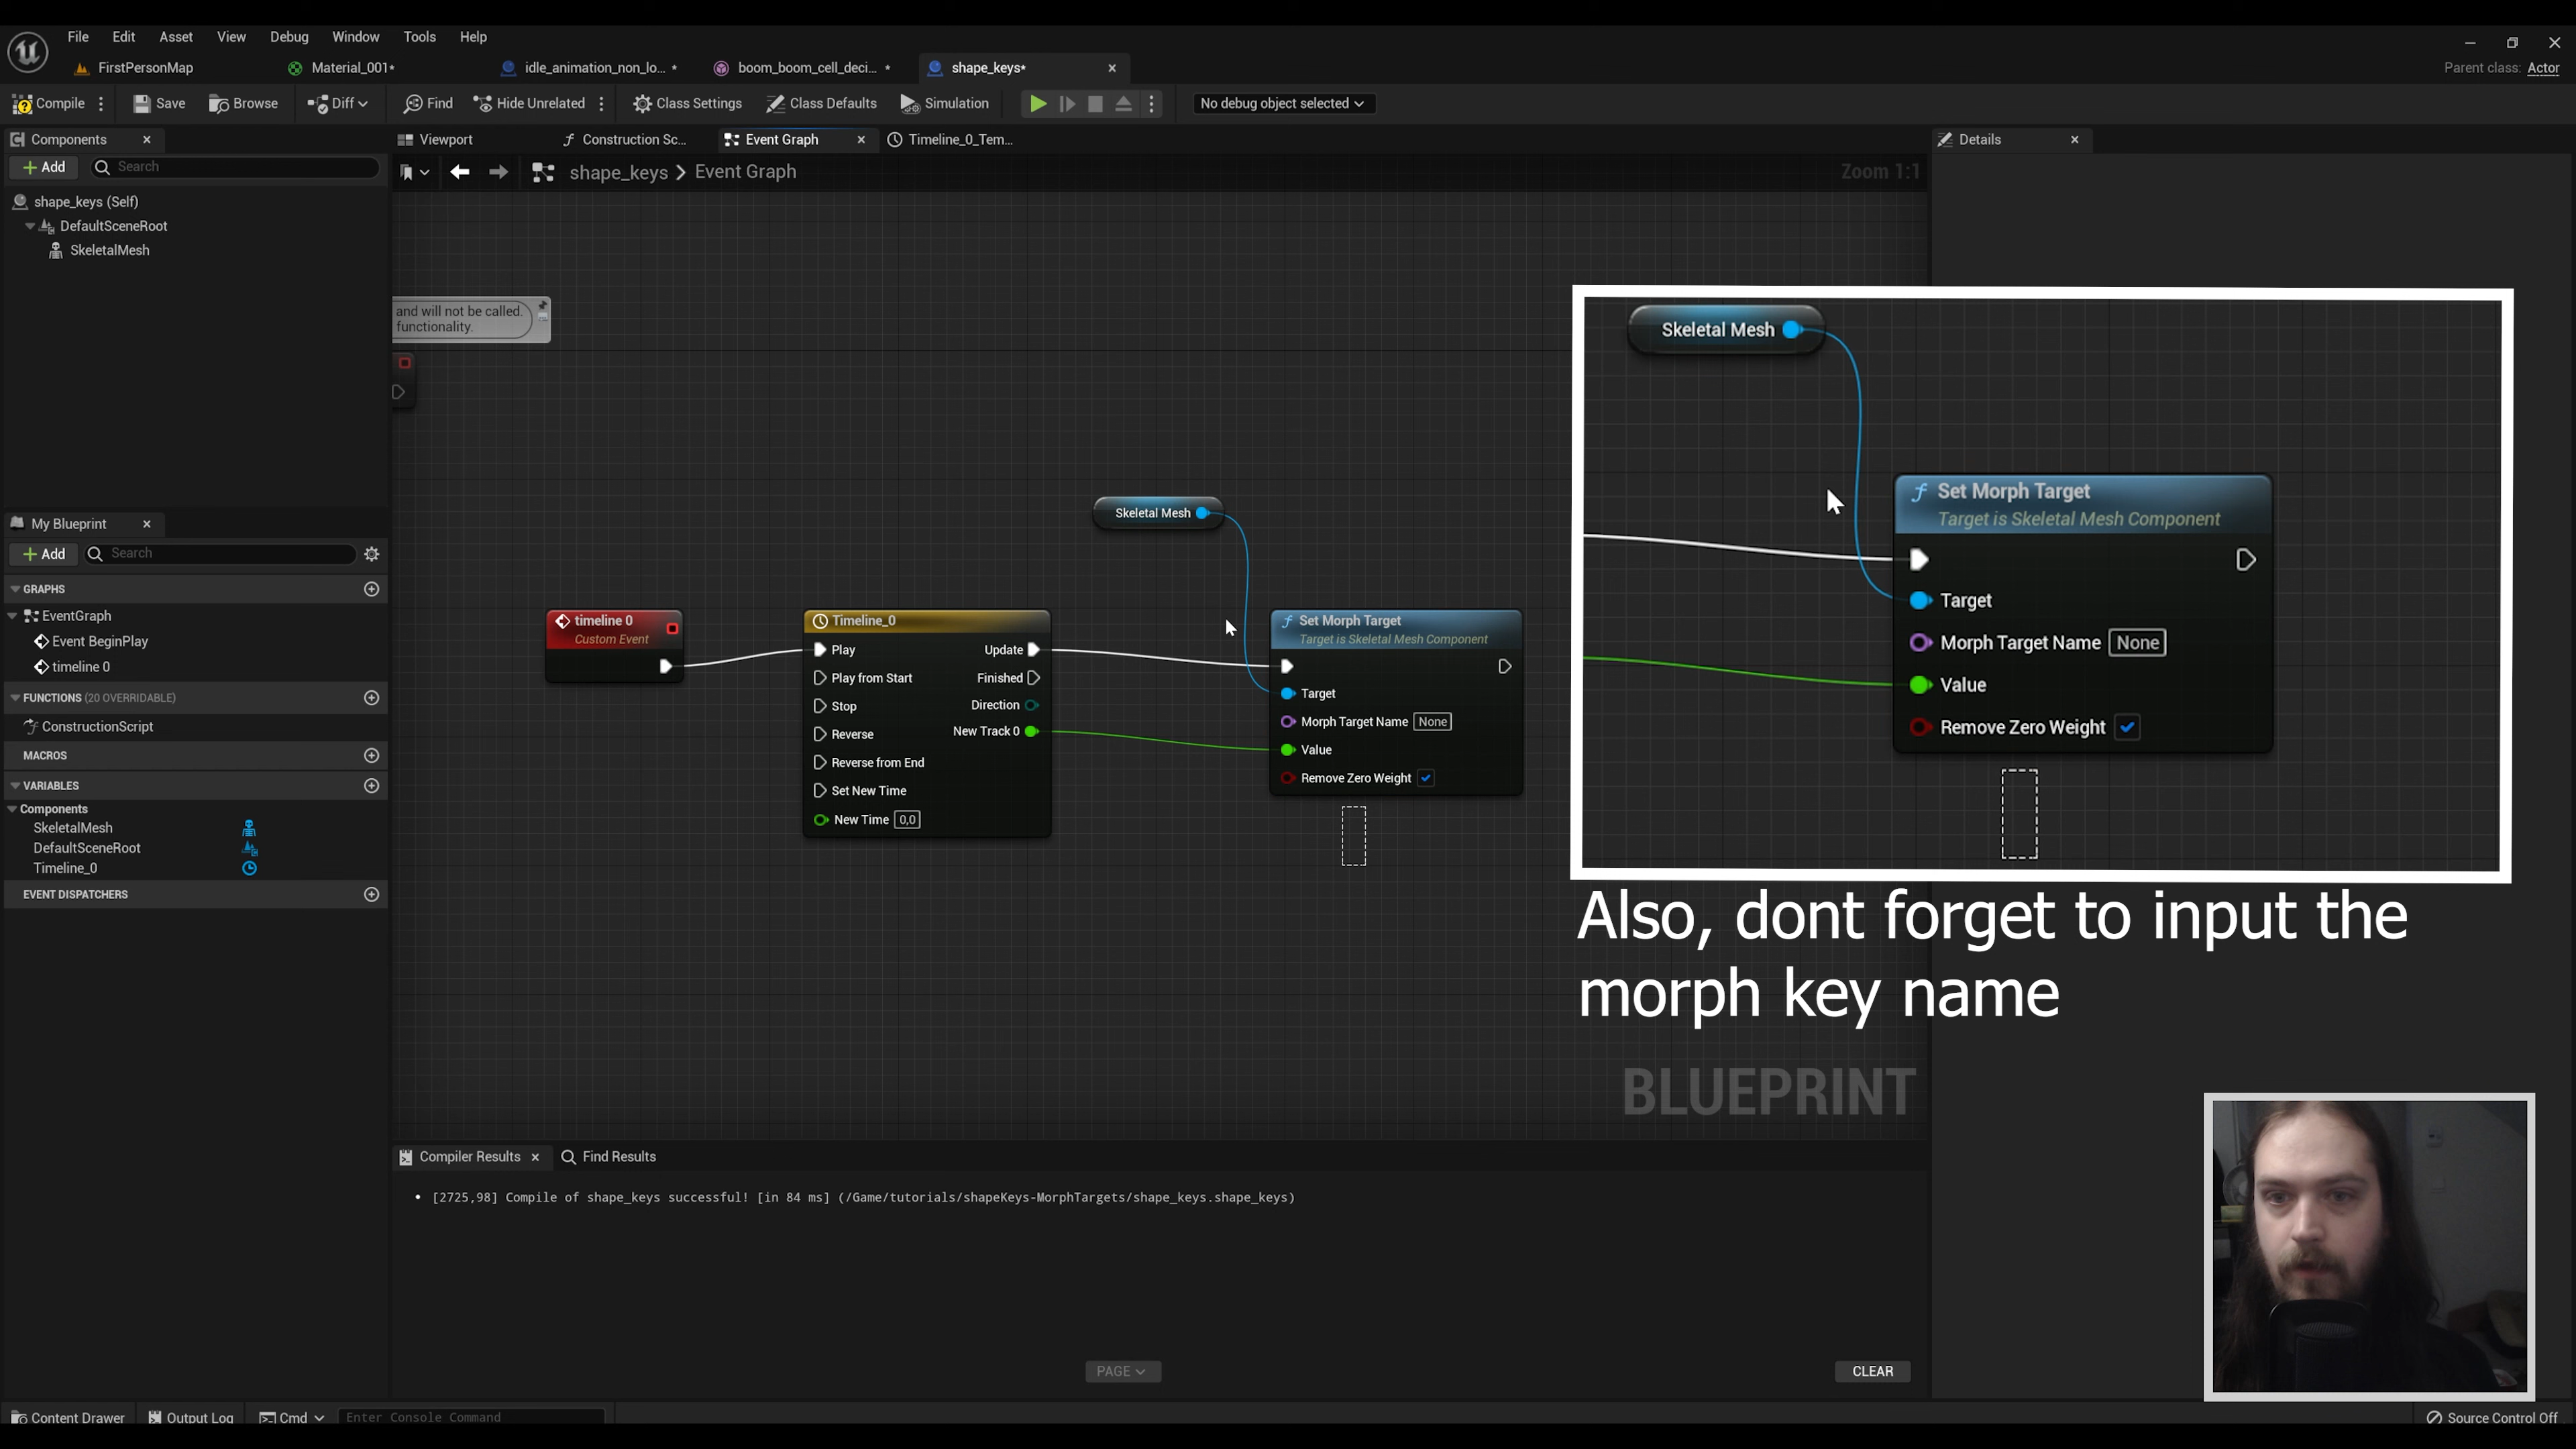 File Edit Asset View Debug Window Tools Help
FirstPersonMap Material_001* idle_animation_non_lo... * boom_boom_cell_deci... * shape_keys*
Parent class: Actor
Compile Save Browse Diff Find Hide Unrelated Class Settings Class Defaults Simulation No debug object selected
Components
Add Search
shape_keys (Self)
DefaultSceneRoot
SkeletalMesh
My Blueprint
Add Search
GRAPHS
EventGraph
Event BeginPlay
timeline 0
FUNCTIONS (20 OVERRIDABLE)
ConstructionScript
MACROS
VARIABLES
Components
SkeletalMesh
DefaultSceneRoot
Timeline_0
EVENT DISPATCHERS
Viewport Construction Sc... Event Graph Timeline_0_Tem...
shape_keys > Event Graph
Zoom 1:1
and will not be called.
functionality.
Skeletal Mesh
timeline 0
Custom Event
Timeline_0
Play Update
Play from Start Finished
Stop Direction
Reverse New Track 0
Reverse from End
Set New Time
New Time 0,0
Set Morph Target
Target is Skeletal Mesh Component
Target
Morph Target Name None
Value
Remove Zero Weight
Details
Skeletal Mesh
Set Morph Target
Target is Skeletal Mesh Component
Target
Morph Target Name None
Value
Remove Zero Weight
Also, dont forget to input the
morph key name
BLUEPRINT
Compiler Results Find Results
• [2725,98] Compile of shape_keys successful! [in 84 ms] (/Game/tutorials/shapeKeys-MorphTargets/shape_keys.shape_keys)
PAGE CLEAR
Content Drawer Output Log Cmd Enter Console Command Source Control Off